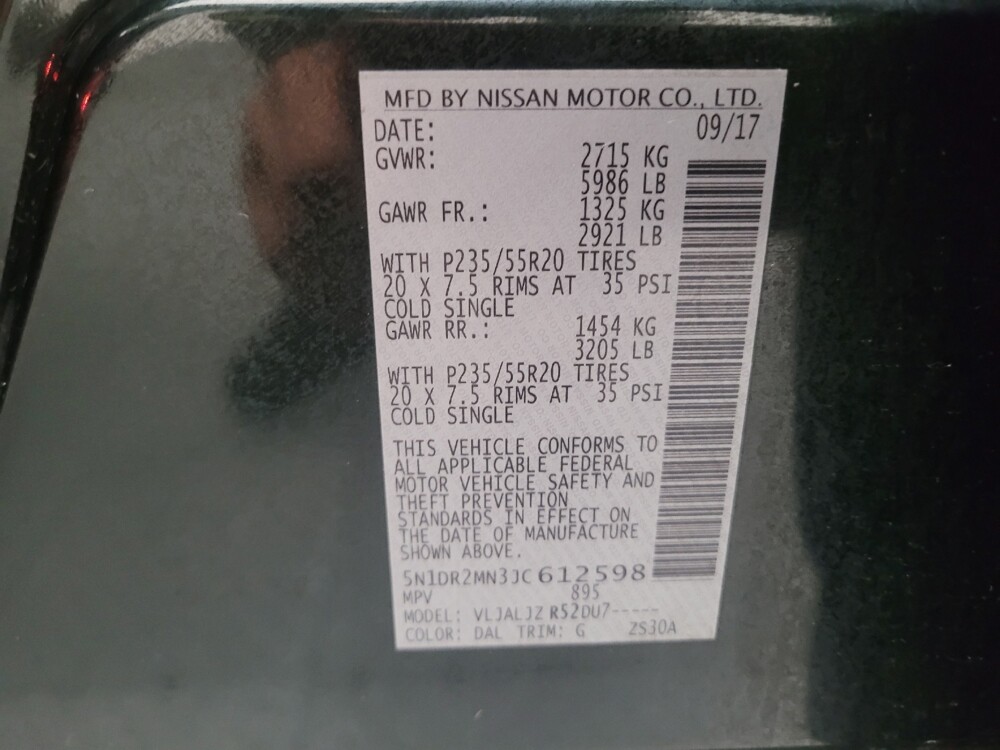 MFD BY NISSAN MOTOR CO., LTD.
DATE: 09/17
GVWR: 2715 KG
5986 LB
GAWR FR.: 1325 KG
2921 LB
WITH P235/55R20 TIRES
20 X 7.5 RIMS AT 35 PSI
COLD SINGLE
GAWR RR.: 1454 KG
3205 LB
WITH P235/55R20 TIRES
20 X 7.5 RIMS AT 35 PSI
COLD SINGLE
THIS VEHICLE CONFORMS TO
ALL APPLICABLE FEDERAL
MOTOR VEHICLE SAFETY AND
THEFT PREVENTION
STANDARDS IN EFFECT ON
THE DATE OF MANUFACTURE
SHOWN ABOVE.
5N1DR2MN3JC612598
MPV 895
MODEL: VLJALJZ R52DU7-----
COLOR: DAL TRIM: G ZS30A